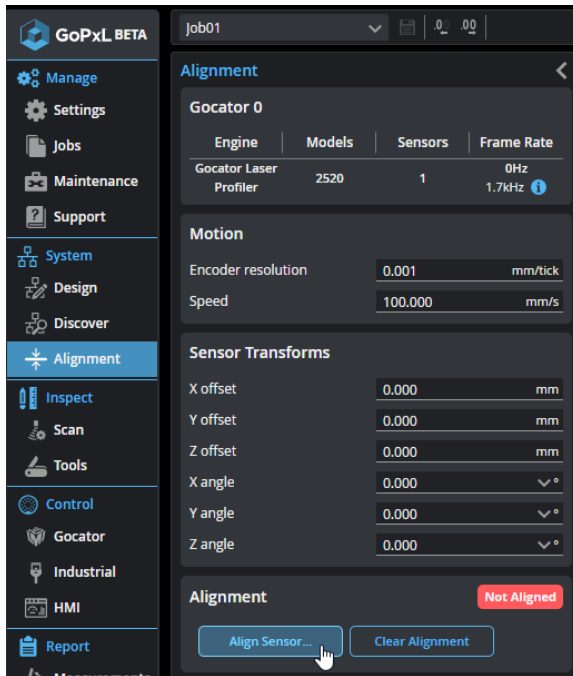 GoPxL BETA
Job01
Manage
Settings
Jobs
Maintenance
Support
System
Design
Discover
Alignment
Inspect
Scan
Tools
Control
Gocator
Industrial
HMI
Report
Measurements
Alignment
Gocator 0
Engine Models Sensors Frame Rate
Gocator Laser Profiler 2520 1 0Hz
1.7kHz
Motion
Encoder resolution 0.001 mm/tick
Speed 100.000 mm/s
Sensor Transforms
X offset 0.000 mm
Y offset 0.000 mm
Z offset 0.000 mm
X angle 0.000 °
Y angle 0.000 °
Z angle 0.000 °
Alignment Not Aligned
Align Sensor... Clear Alignment